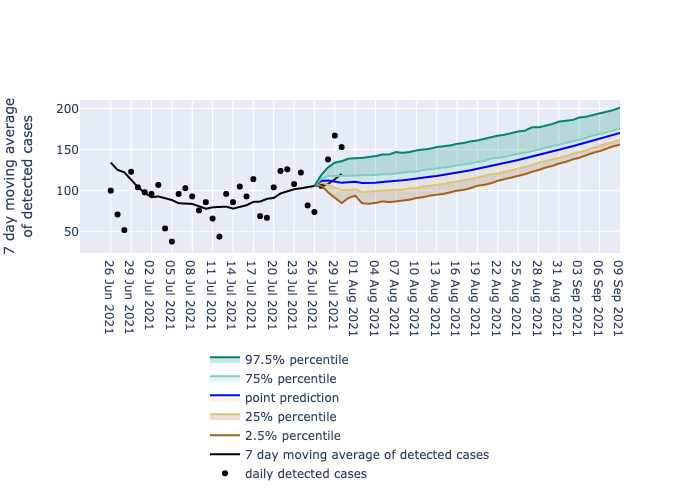 7 day moving average
of detected cases
200
150
100
50
26 Jun 2021
29 Jun 2021
02 Jul 2021
05 Jul 2021
08 Jul 2021
11 Jul 2021
14 Jul 2021
17 Jul 2021
20 Jul 2021
23 Jul 2021
26 Jul 2021
29 Jul 2021
01 Aug 2021
04 Aug 2021
07 Aug 2021
10 Aug 2021
13 Aug 2021
16 Aug 2021
19 Aug 2021
22 Aug 2021
25 Aug 2021
28 Aug 2021
31 Aug 2021
03 Sep 2021
06 Sep 2021
09 Sep 2021
97.5% percentile
75% percentile
point prediction
25% percentile
2.5% percentile
7 day moving average of detected cases
daily detected cases